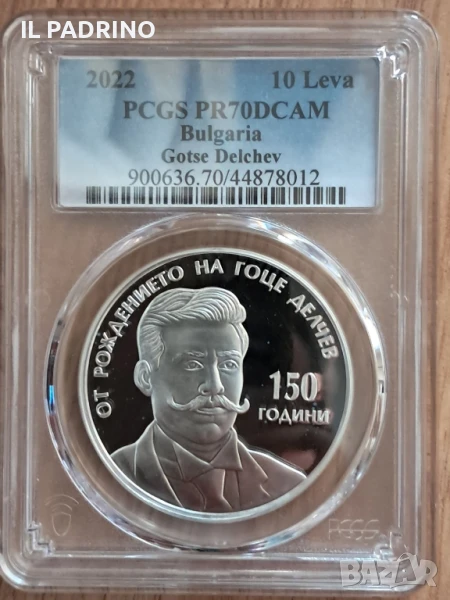 IL PADRINO
2022 10 Leva
PCGS PR70DCAM
Bulgaria
Gotse Delchev
900636.70/44878012
ОТ РОЖДЕНИЕТО НА ГОЦЕ ДЕЛЧЕВ
150
ГОДИНИ
PCGS
BAZAR